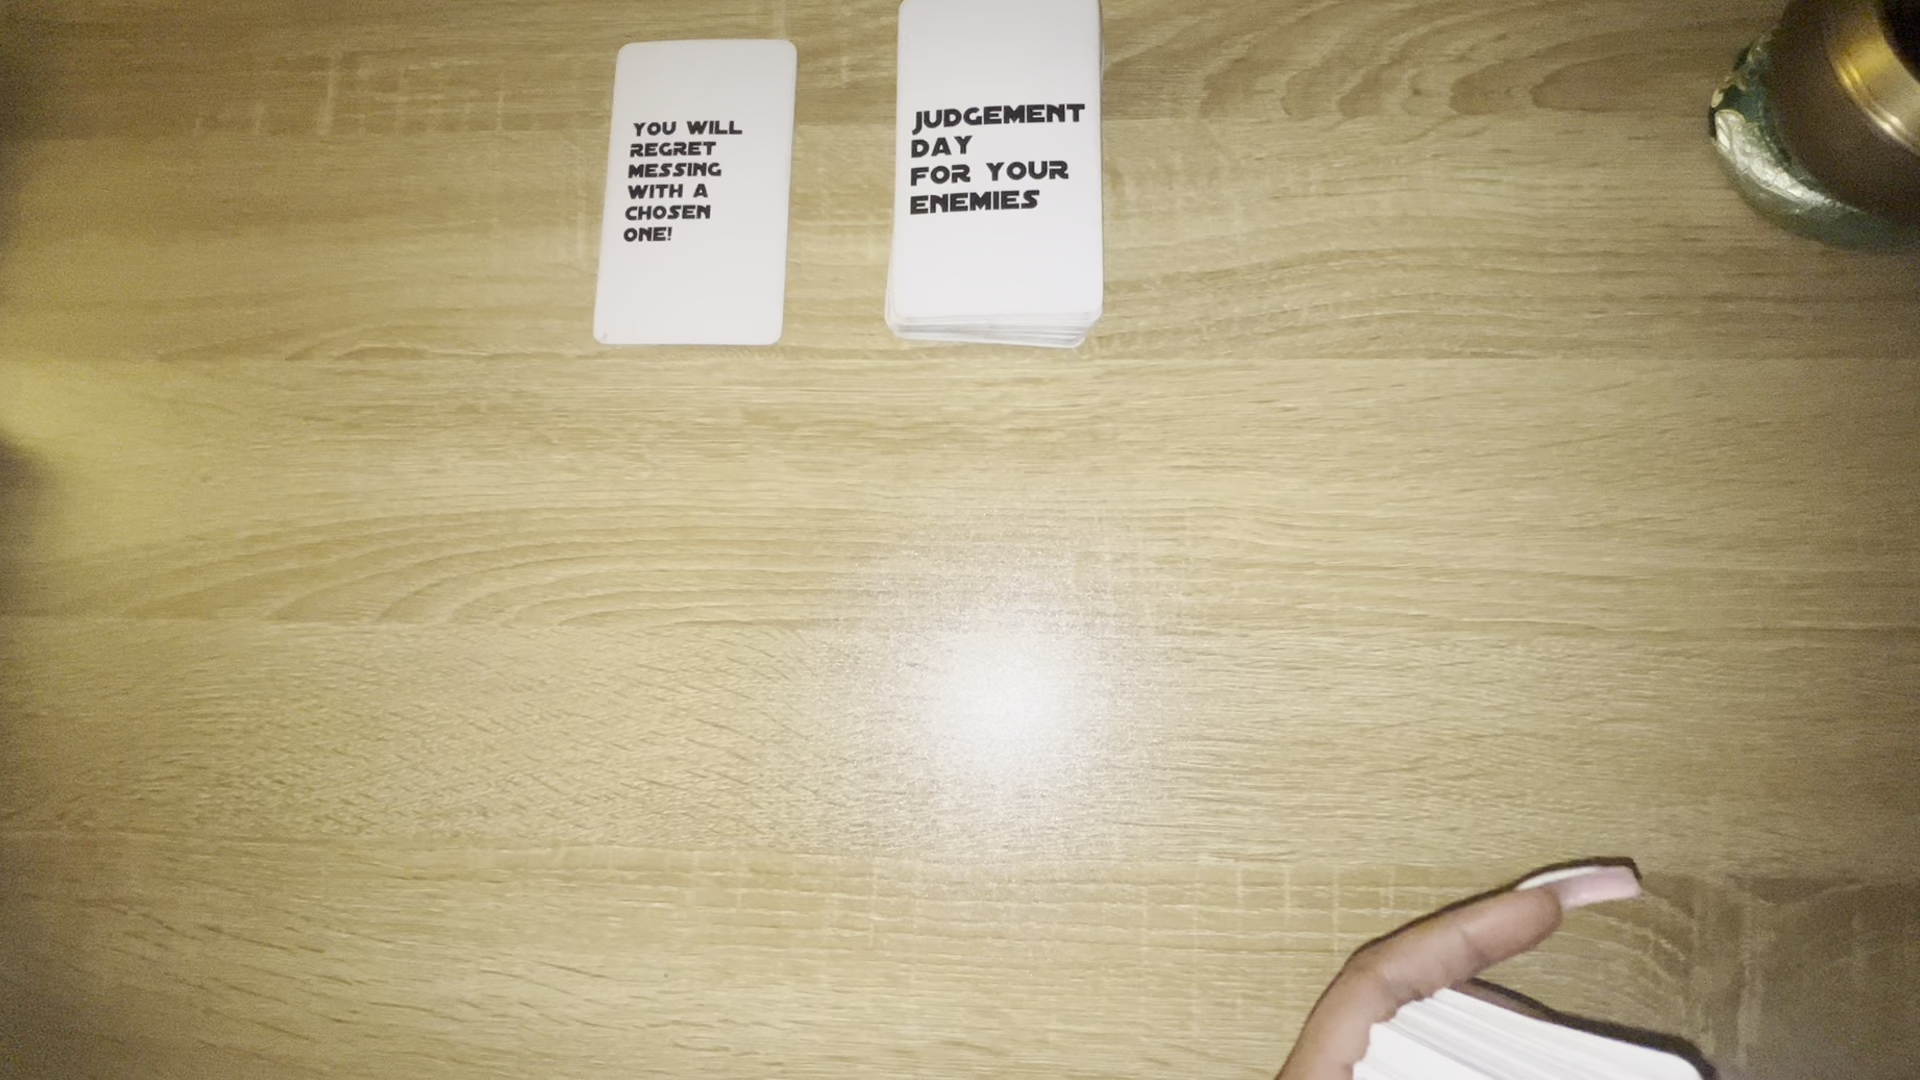 YOU WILL
REGRET
MESSING
WITH A
CHOSEN
ONE!
JUDGEMENT
DAY
FOR YOUR
ENEMIES